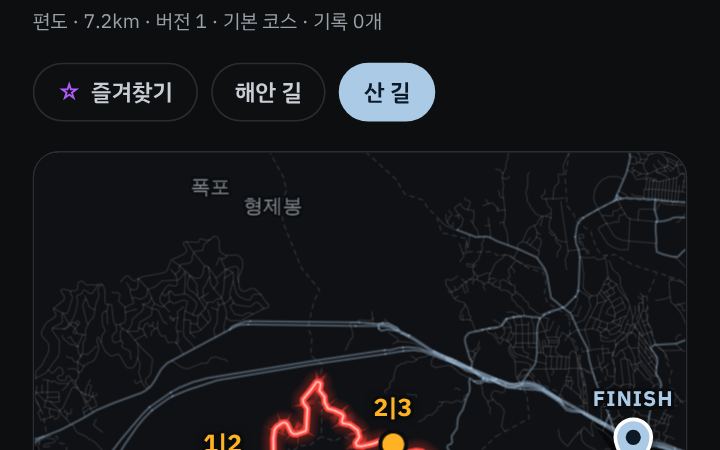 편도 · 7.2km · 버전 1 · 기본 코스 · 기록 0개
☆ 즐겨찾기 해안 길 산 길
폭포
형제봉
FINISH
2|3
1|2